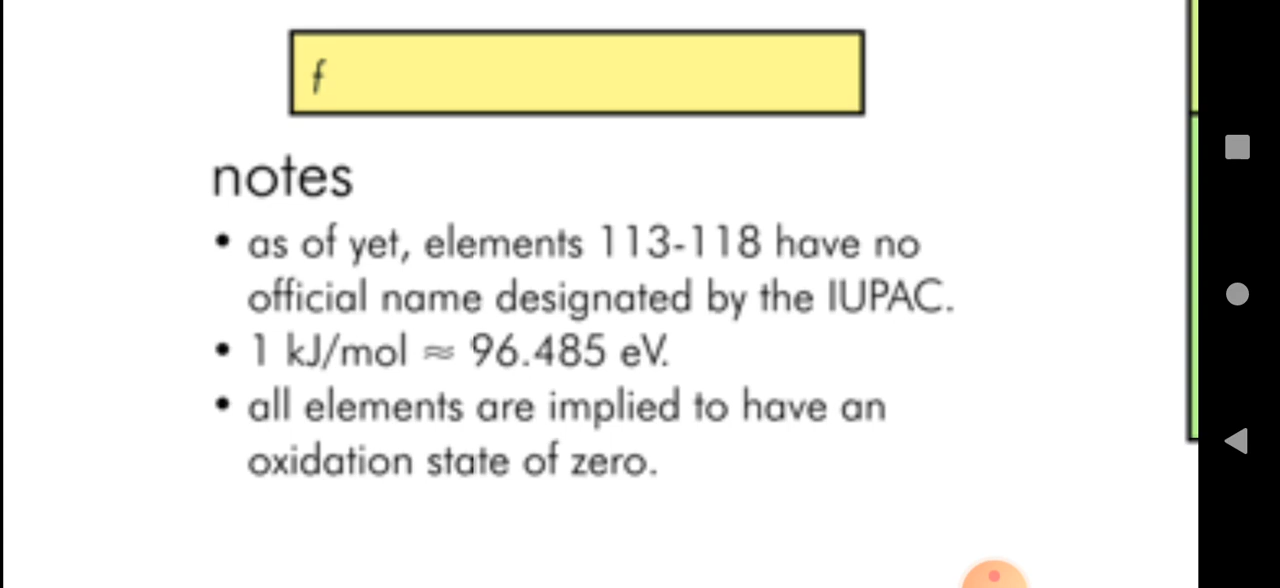 f
notes
• as of yet, elements 113-118 have no
official name designated by the IUPAC.
• 1 kJ/mol ≈ 96.485 eV.
• all elements are implied to have an
oxidation state of zero.